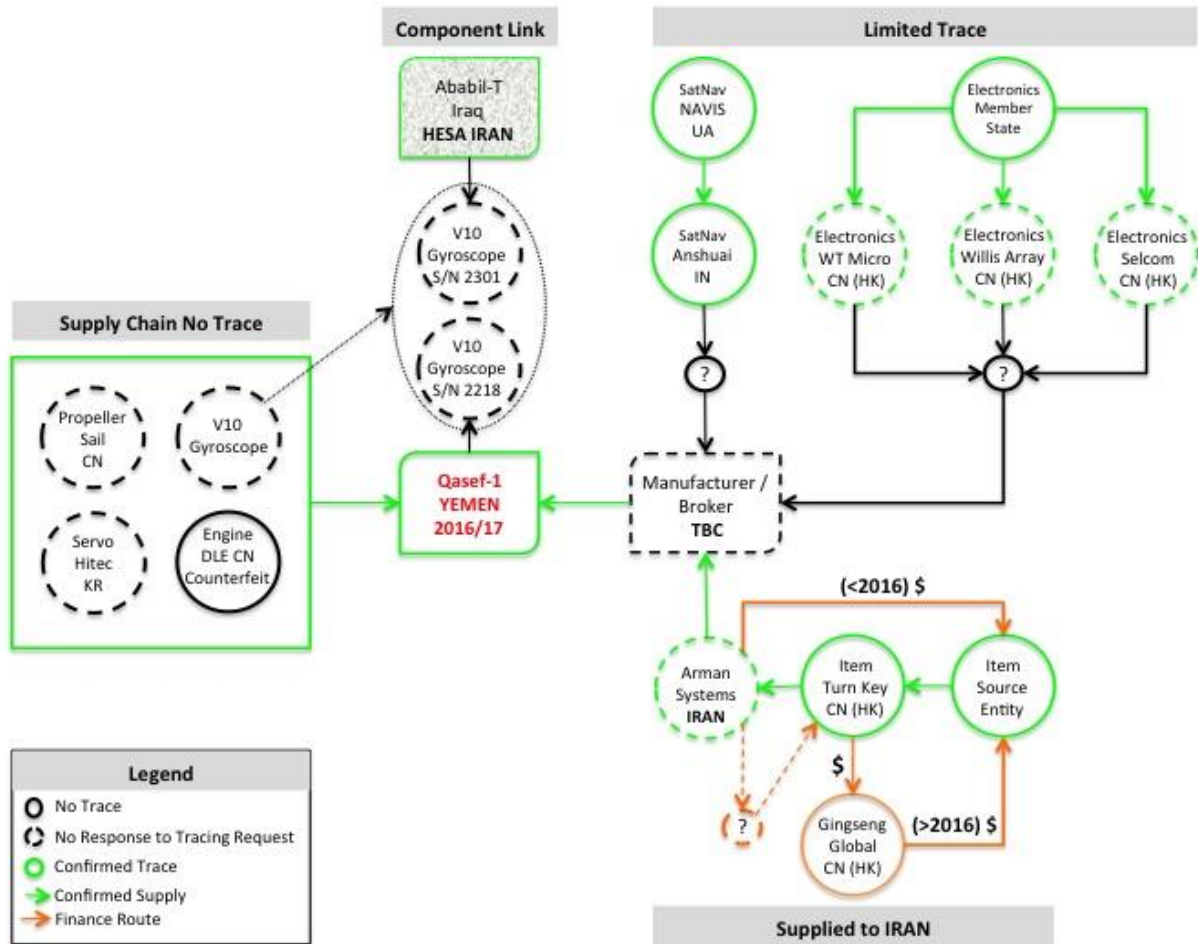 Component Link
Limited Trace
Ababil-T
Iraq
HESA IRAN
SatNav
NAVIS
UA
Electronics
Member
State
V10
Gyroscope
S/N 2301
SatNav
Anshuai
IN
Electronics
WT Micro
CN (HK)
Electronics
Willis Array
CN (HK)
Electronics
Selcom
CN (HK)
Supply Chain No Trace
V10
Gyroscope
S/N 2218
?
?
Propeller
Sail
CN
V10
Gyroscope
Qasef-1
YEMEN
2016/17
Manufacturer /
Broker
TBC
Servo
Hitec
KR
Engine
DLE CN
Counterfeit
(<2016) $
Arman
Systems
IRAN
Item
Turn Key
CN (HK)
Item
Source
Entity
$
?
Gingseng
Global
CN (HK)
(>2016) $
Legend
No Trace
No Response to Tracing Request
Confirmed Trace
Confirmed Supply
Finance Route
Supplied to IRAN